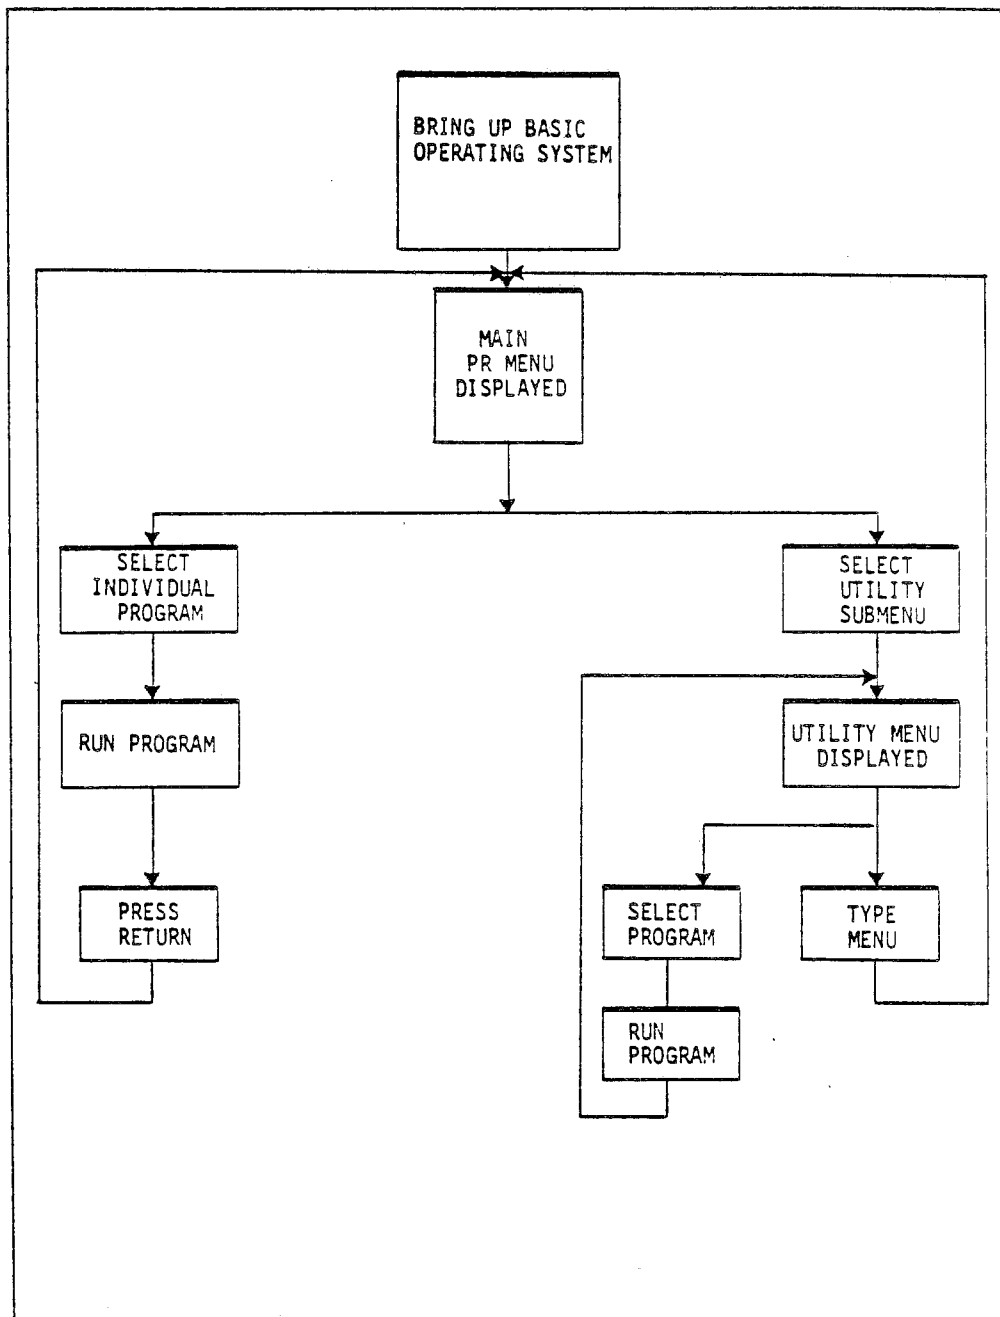 BRING UP BASIC
OPERATING SYSTEM
MAIN
PR MENU
DISPLAYED
SELECT
INDIVIDUAL
PROGRAM
SELECT
UTILITY
SUBMENU
RUN PROGRAM
UTILITY MENU
DISPLAYED
PRESS
RETURN
SELECT
PROGRAM
TYPE
MENU
RUN
PROGRAM